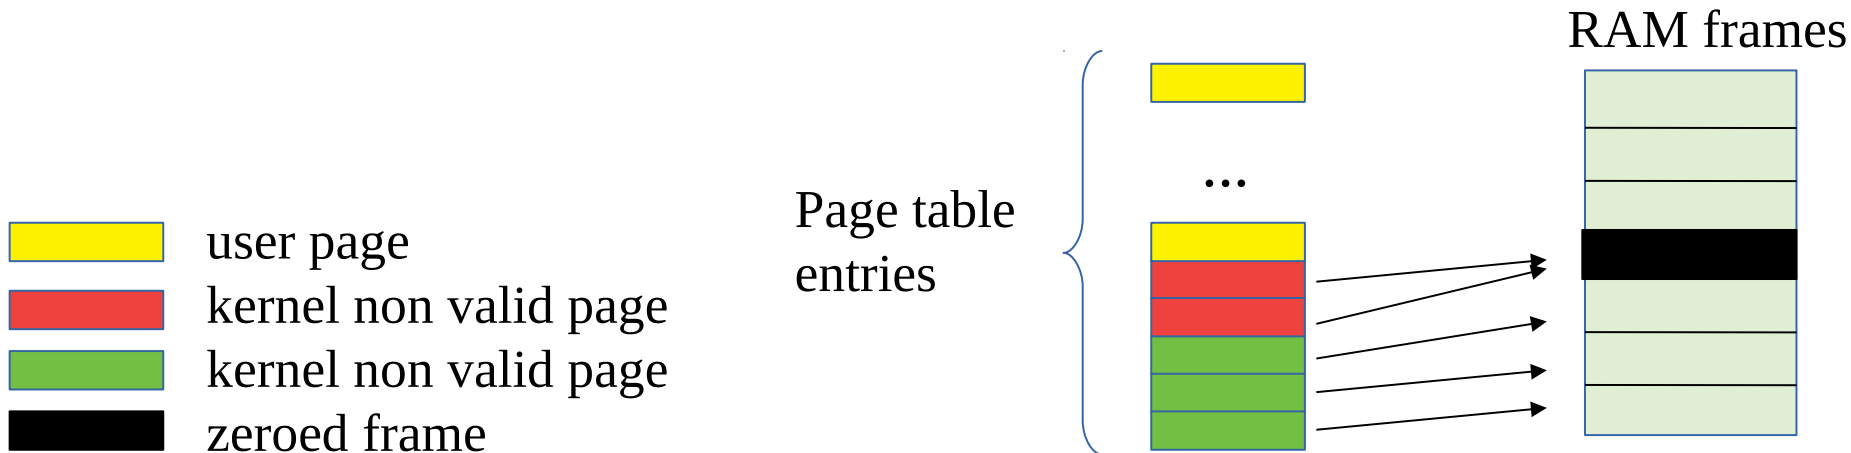 RAM frames
...
Page table
entries
user page
kernel non valid page
kernel non valid page
zeroed frame